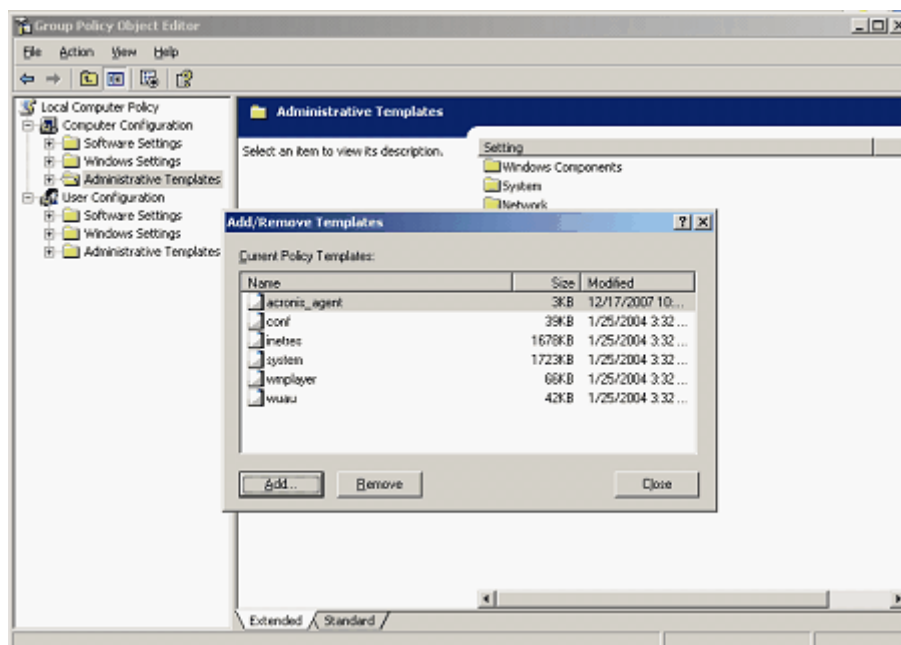 Group Policy Object Editor
File Action View Help
Local Computer Policy
Computer Configuration
Software Settings
Windows Settings
Administrative Templates
User Configuration
Software Settings
Windows Settings
Administrative Templates
Administrative Templates
Select an item to view its description.
Setting
Windows Components
System
Network
Add/Remove Templates
Current Policy Templates:
Name Size Modified
acronis_agent 3KB 12/17/2007 10:...
conf 39KB 1/25/2004 3:32 ...
inetres 1678KB 1/25/2004 3:32 ...
system 1723KB 1/25/2004 3:32 ...
wmplayer 66KB 1/25/2004 3:32 ...
wuau 42KB 1/25/2004 3:32 ...
Add... Remove Close
Extended Standard